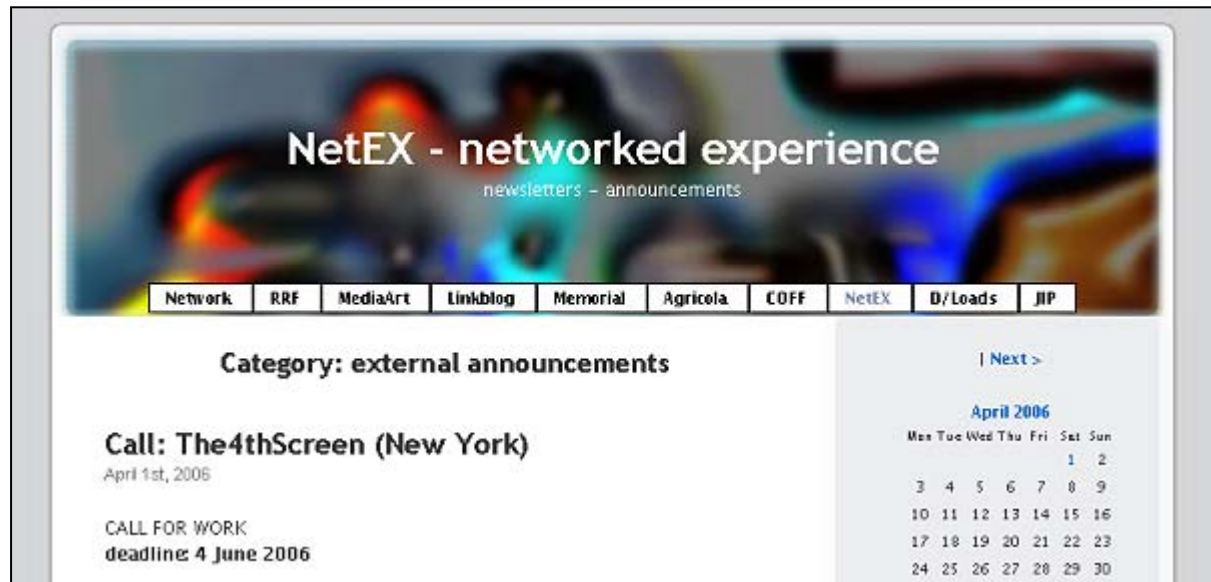 NetEX - networked experience
newsletters – announcements
Network RRF MediaArt Linkblog Memorial Agricola COFF NetEX D/Loads JIP
Category: external announcements
Call: The4thScreen (New York)
April 1st, 2006
CALL FOR WORK
deadline: 4 June 2006
| Next >
April 2006
Mon Tue Wed Thu Fri Sat Sun
1 2
3 4 5 6 7 8 9
10 11 12 13 14 15 16
17 18 19 20 21 22 23
24 25 26 27 28 29 30